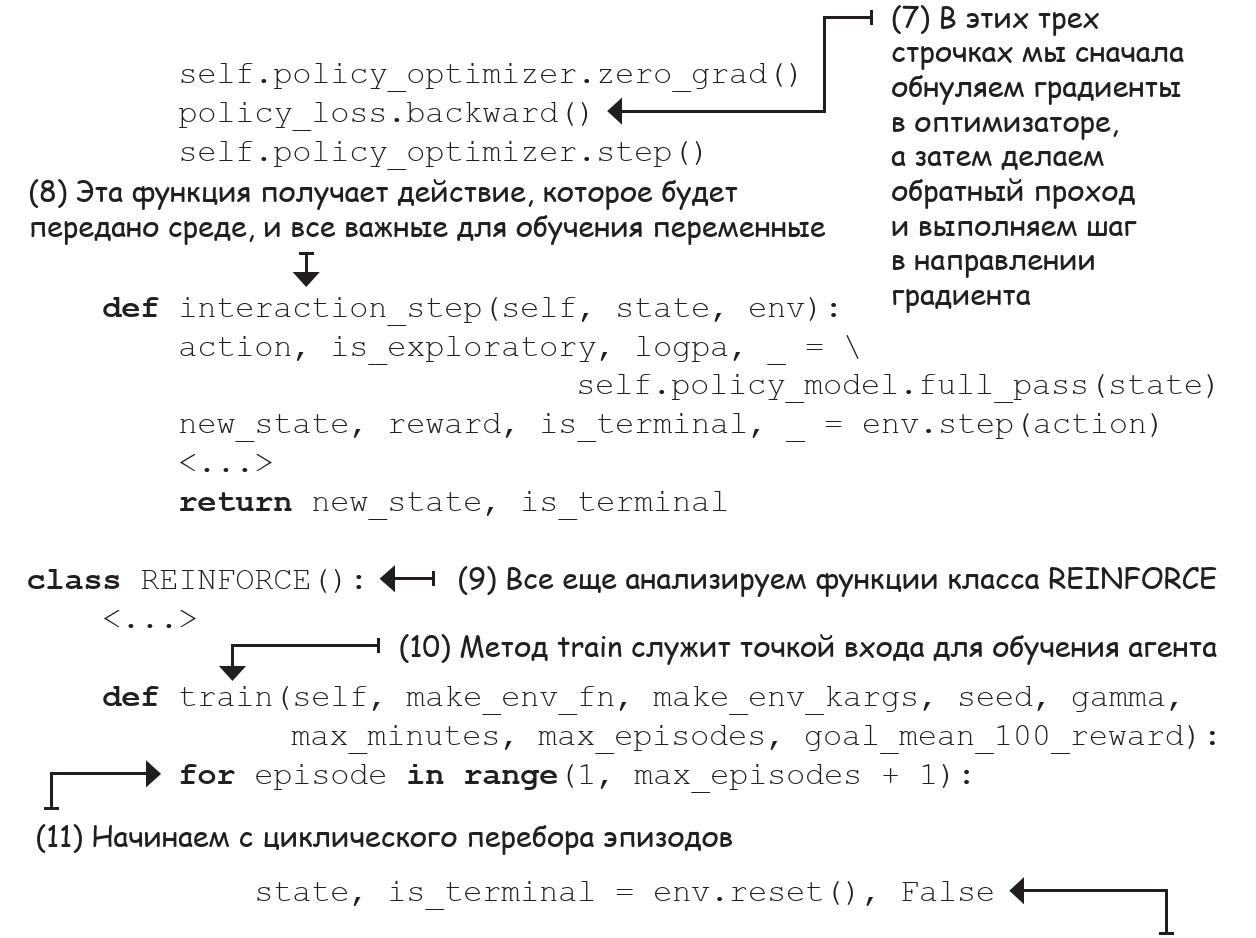 (7) В этих трех
строчках мы сначала
обнуляем градиенты
в оптимизаторе,
а затем делаем
обратный проход
и выполняем шаг
в направлении
градиента
self.policy_optimizer.zero_grad()
policy_loss.backward()
self.policy_optimizer.step()
(8) Эта функция получает действие, которое будет
передано среде, и все важные для обучения переменные
def interaction_step(self, state, env):
action, is_exploratory, logpa, _ = \
self.policy_model.full_pass(state)
new_state, reward, is_terminal, _ = env.step(action)
<...>
return new_state, is_terminal
class REINFORCE():
(9) Все еще анализируем функции класса REINFORCE
<...>
(10) Метод train служит точкой входа для обучения агента
def train(self, make_env_fn, make_env_kargs, seed, gamma,
max_minutes, max_episodes, goal_mean_100_reward):
for episode in range(1, max_episodes + 1):
(11) Начинаем с циклического перебора эпизодов
state, is_terminal = env.reset(), False